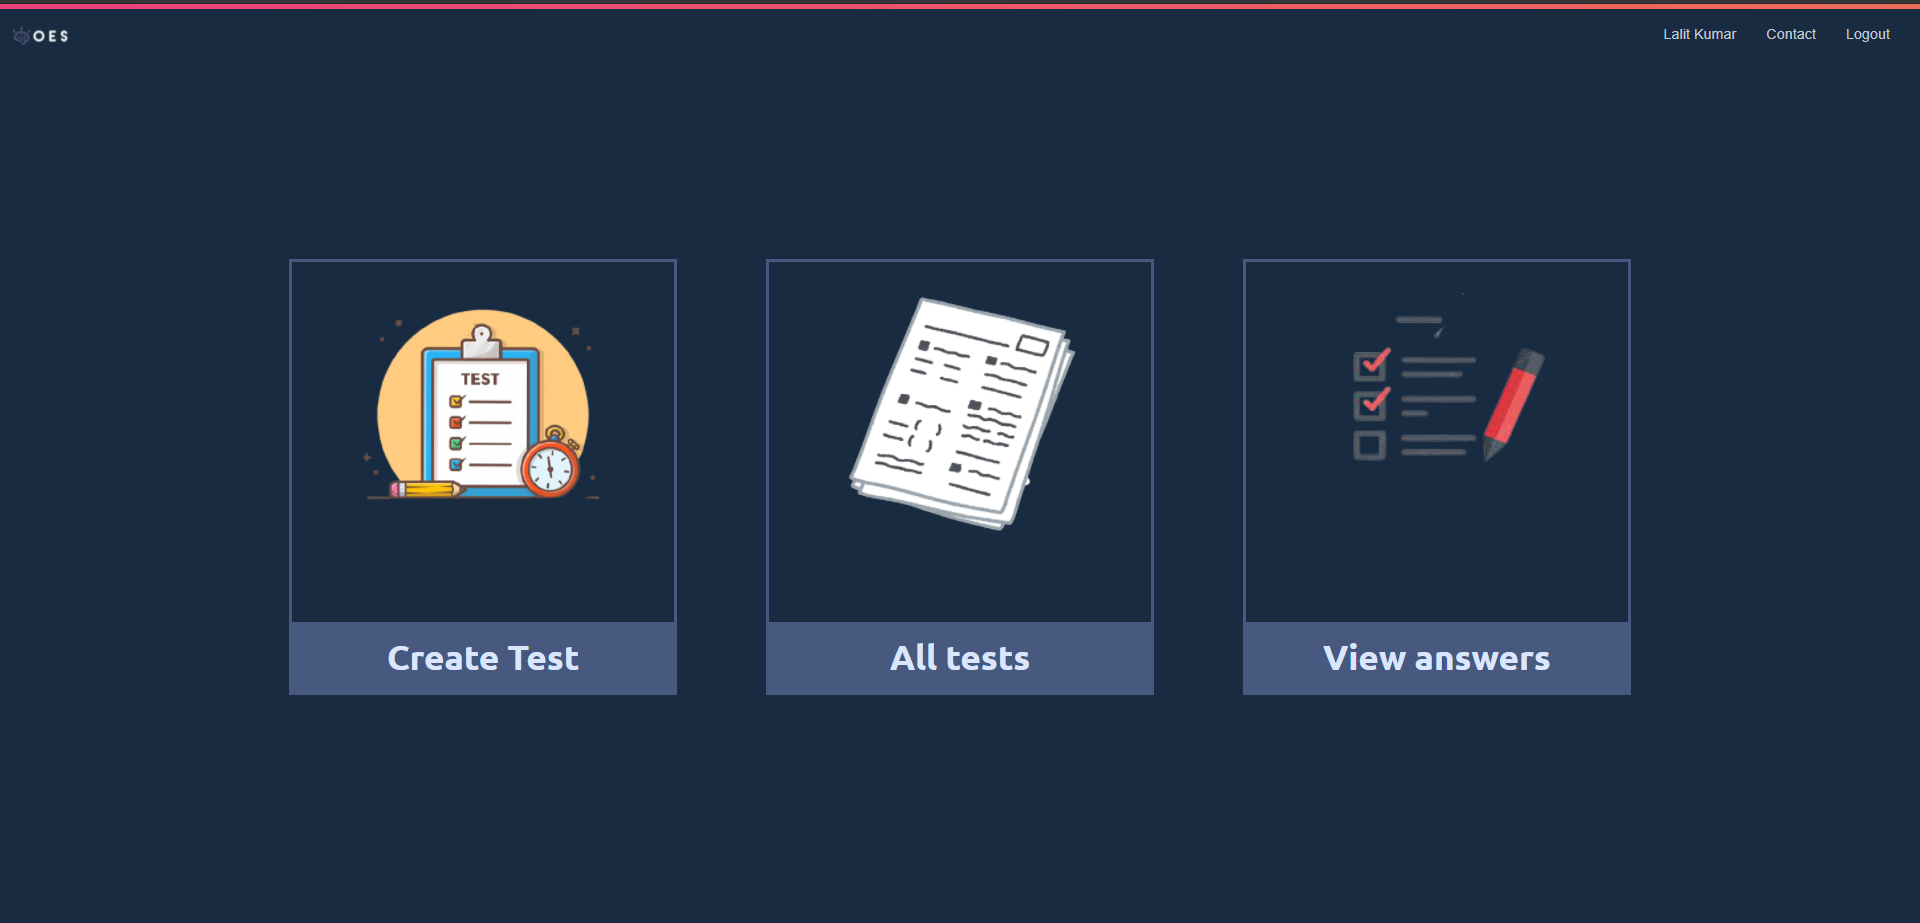 OES
Lalit Kumar Contact Logout
TEST
Create Test
All tests
View answers